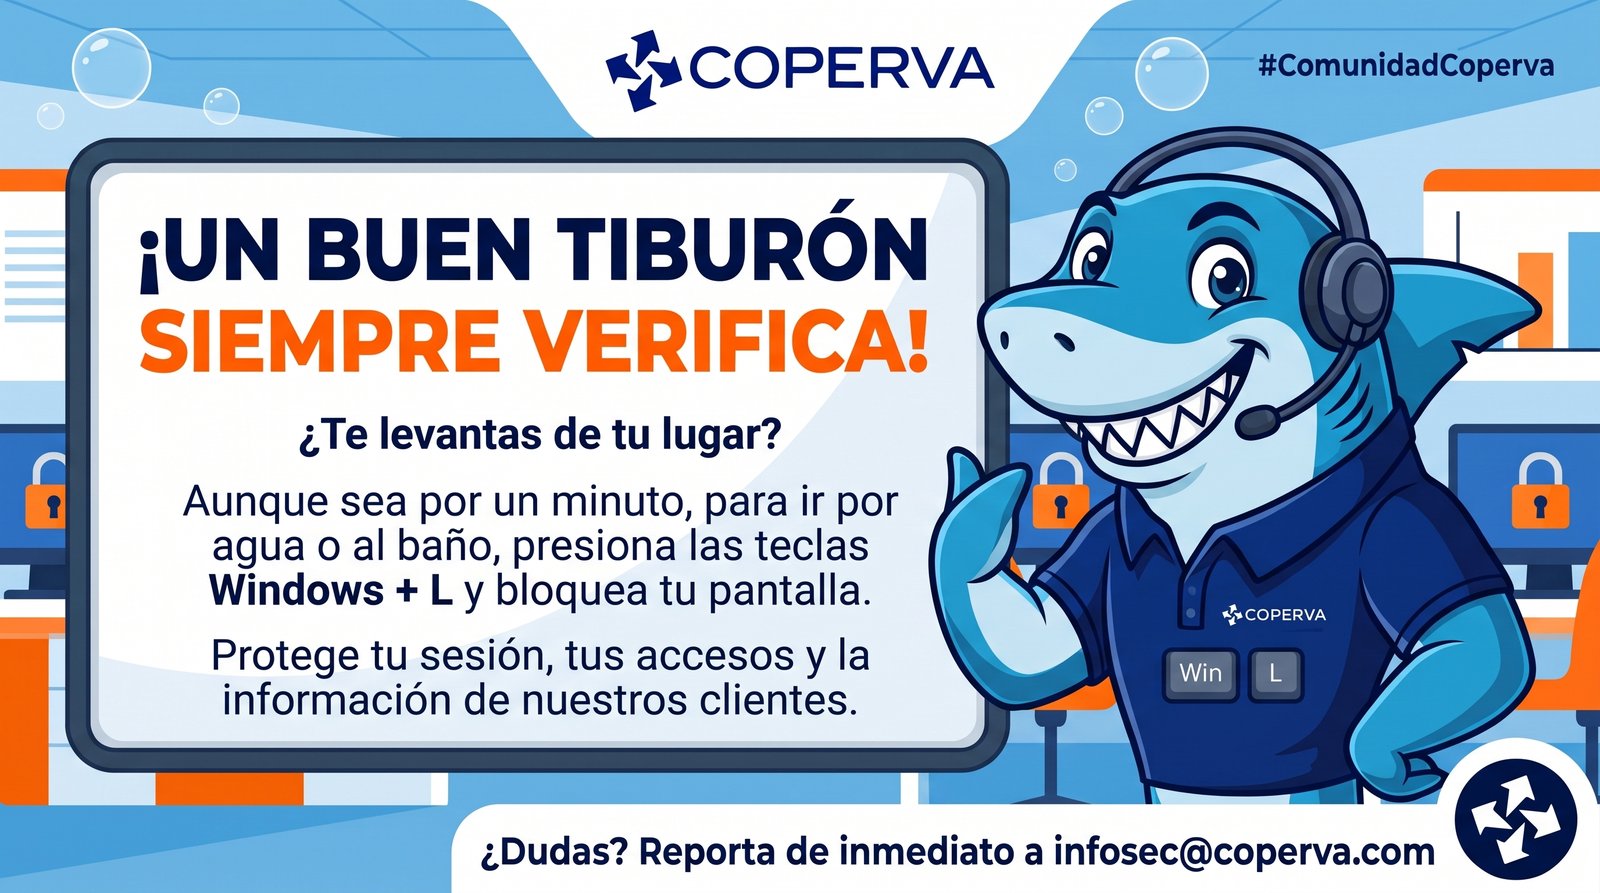 COPERVA
#ComunidadCoperva
¡UN BUEN TIBURÓN
SIEMPRE VERIFICA!
¿Te levantas de tu lugar?
Aunque sea por un minuto, para ir por
agua o al baño, presiona las teclas
Windows + L y bloquea tu pantalla.
Protege tu sesión, tus accesos y la
información de nuestros clientes.
COPERVA
Win L
¿Dudas? Reporta de inmediato a infosec@coperva.com